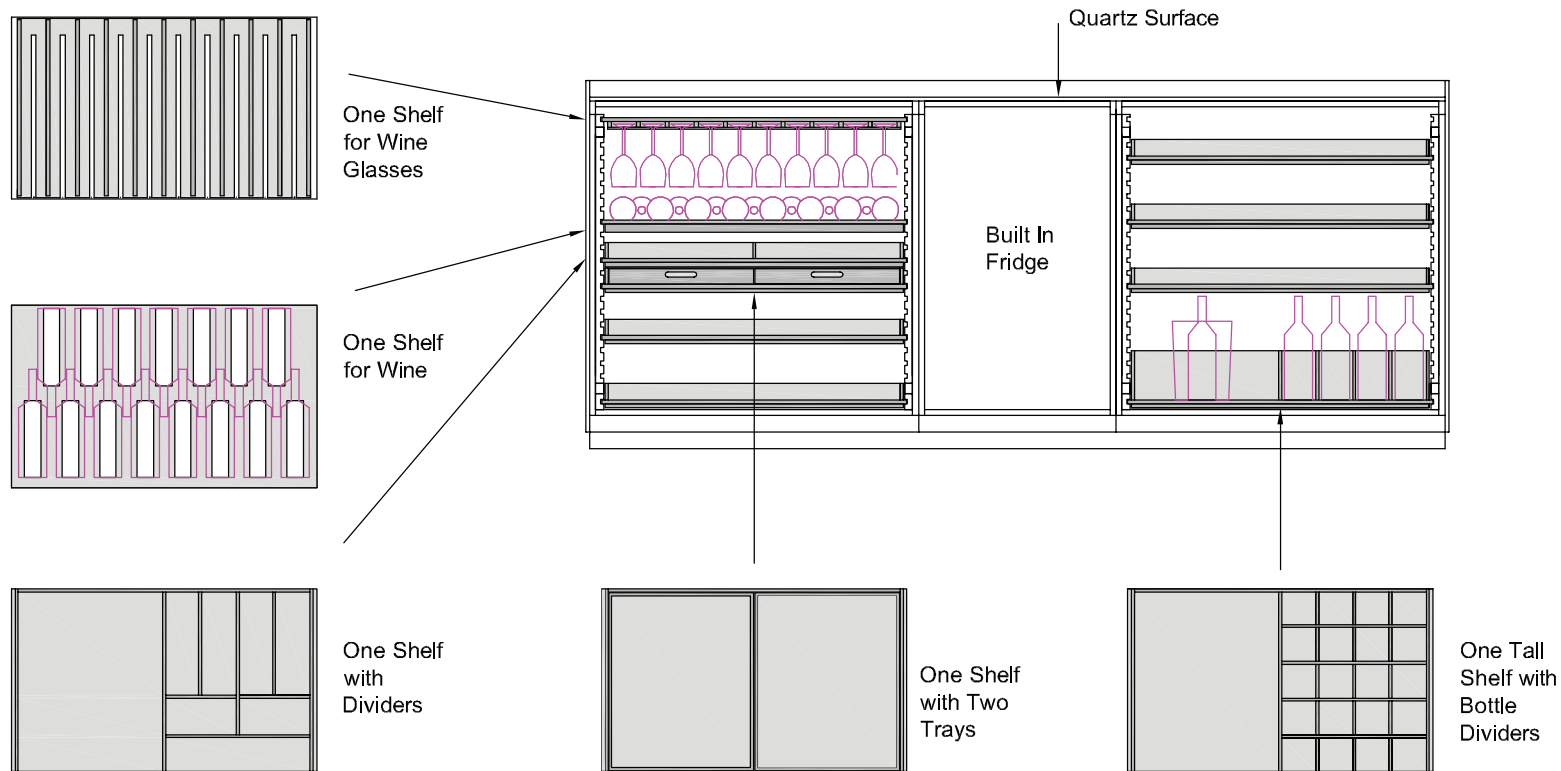 Quartz Surface
One Shelf
for Wine
Glasses
Built In
Fridge
One Shelf
for Wine
One Shelf
with
Dividers
One Shelf
with Two
Trays
One Tall
Shelf with
Bottle
Dividers